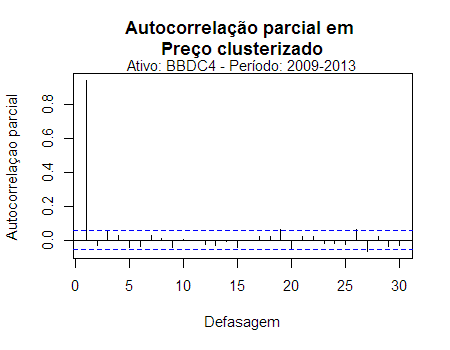 Autocorrelação parcial em
Preço clusterizado
Ativo: BBDC4 - Período: 2009-2013
Autocorrelaçao parcial
0.8
0.6
0.4
0.2
0.0
0 5 10 15 20 25 30
Defasagem